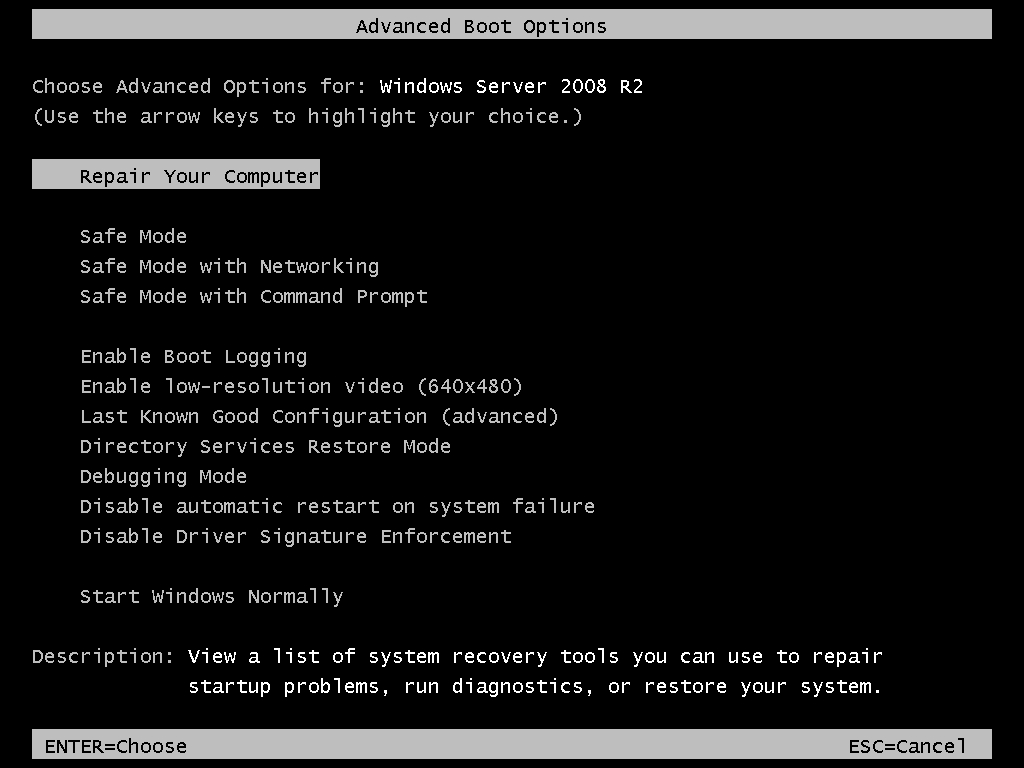 Advanced Boot Options
Choose Advanced Options for: Windows Server 2008 R2
(Use the arrow keys to highlight your choice.)
Repair Your Computer
Safe Mode
Safe Mode with Networking
Safe Mode with Command Prompt
Enable Boot Logging
Enable low-resolution video (640x480)
Last Known Good Configuration (advanced)
Directory Services Restore Mode
Debugging Mode
Disable automatic restart on system failure
Disable Driver Signature Enforcement
Start Windows Normally
Description: View a list of system recovery tools you can use to repair
startup problems, run diagnostics, or restore your system.
ENTER=Choose ESC=Cancel